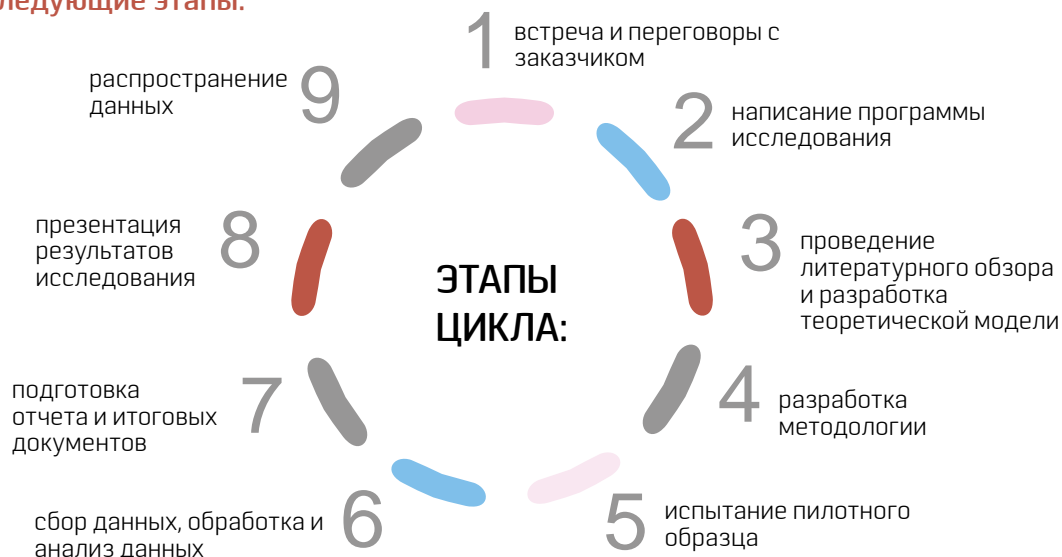 ледующие этапы:
1
встреча и переговоры с
заказчиком
2
написание программы
исследования
3
проведение
литературного обзора
и разработка
теоретической модели
4
разработка
методологии
5
испытание пилотного
образца
6
сбор данных, обработка и
анализ данных
7
подготовка
отчета и итоговых
документов
8
презентация
результатов
исследования
9
распространение
данных
ЭТАПЫ
ЦИКЛА: